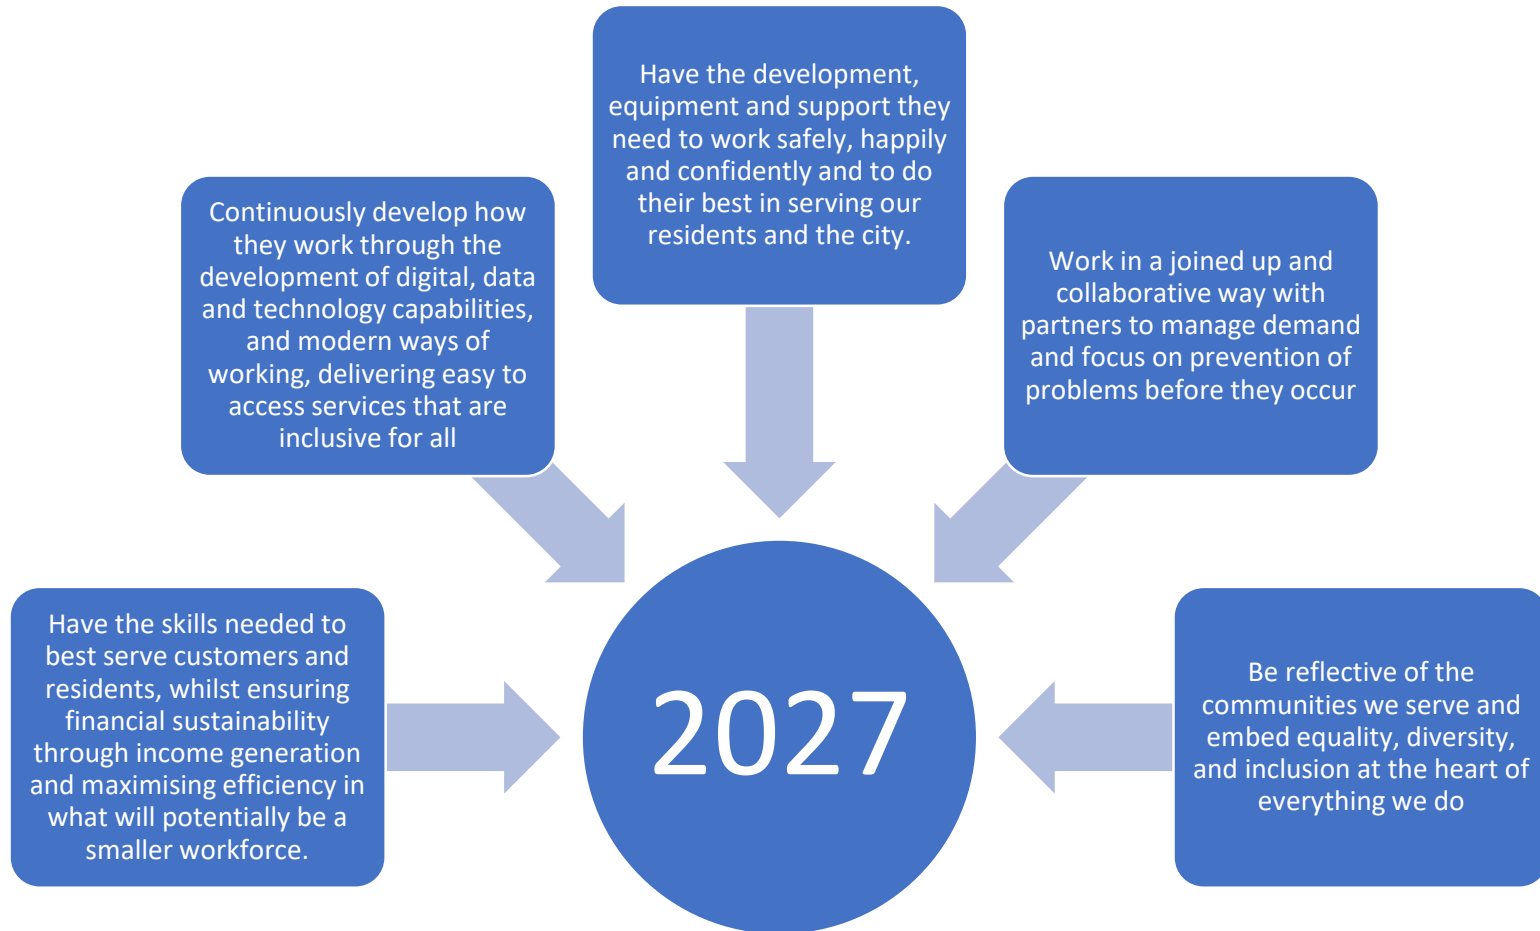 Have the development,
equipment and support they
need to work safely, happily
and confidently and to do
their best in serving our
residents and the city.
Continuously develop how
they work through the
development of digital, data
and technology capabilities,
and modern ways of
working, delivering easy to
access services that are
inclusive for all
Work in a joined up and
collaborative way with
partners to manage demand
and focus on prevention of
problems before they occur
Have the skills needed to
best serve customers and
residents, whilst ensuring
financial sustainability
through income generation
and maximising efficiency in
what will potentially be a
smaller workforce.
2027
Be reflective of the
communities we serve and
embed equality, diversity,
and inclusion at the heart of
everything we do